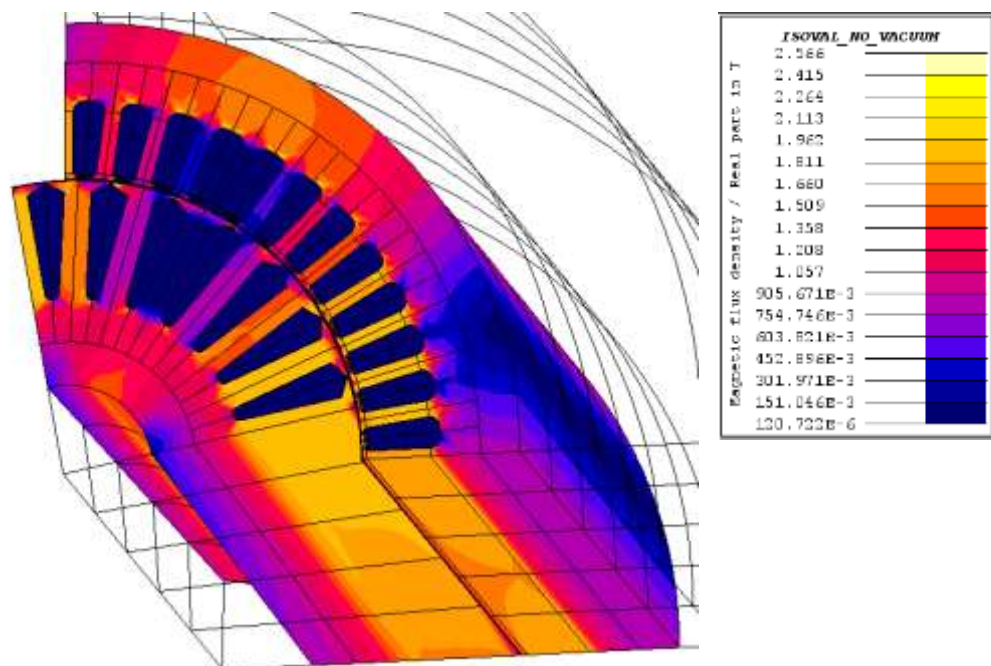 ISOVAL_NO_VACUUM
Magnetic flux density / Real part in T
2.566
2.415
2.264
2.113
1.962
1.811
1.660
1.509
1.358
1.208
1.057
905.671E-3
754.746E-3
603.821E-3
452.896E-3
301.971E-3
151.046E-3
120.722E-6